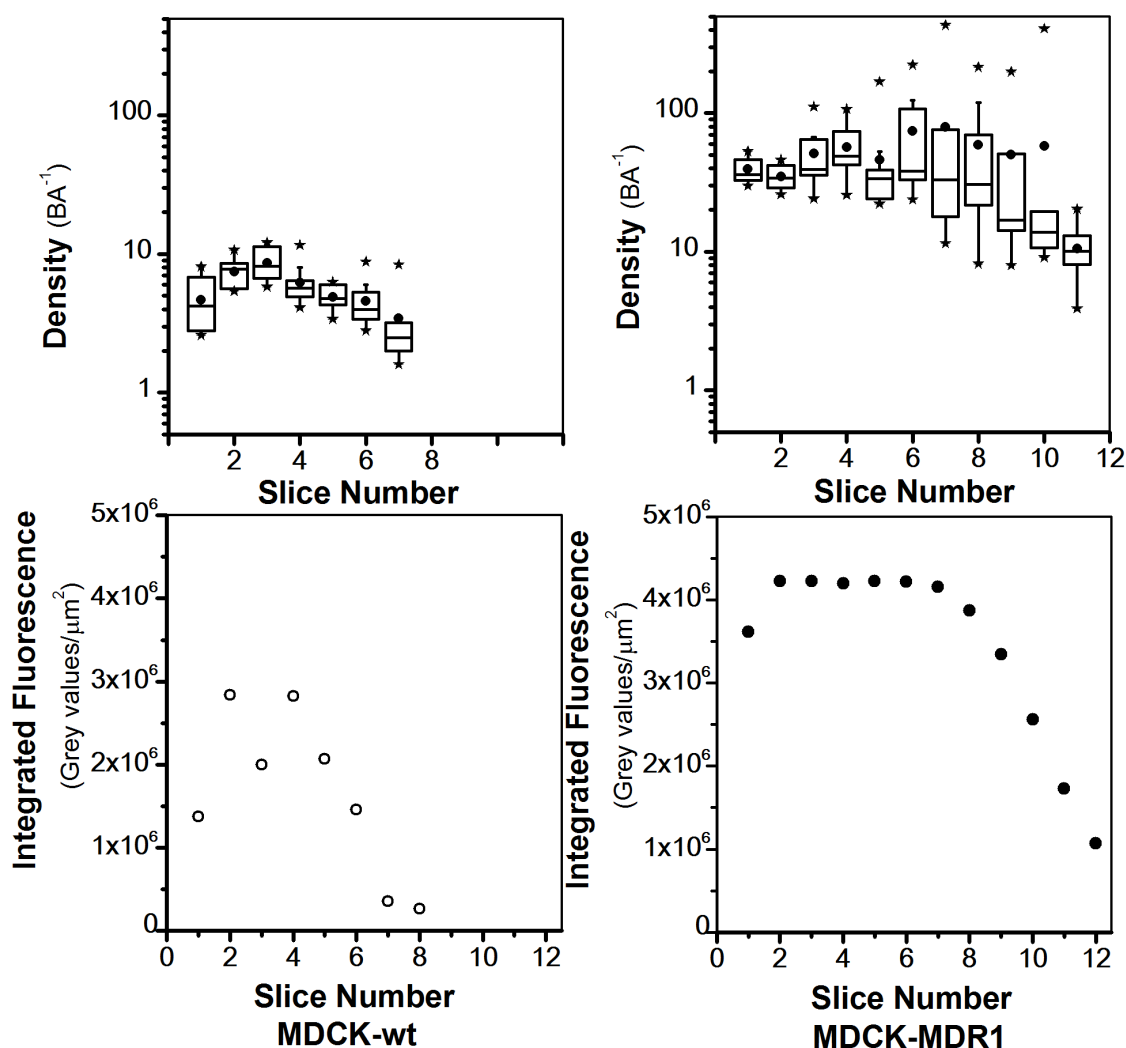 100
10
1
Density (BA⁻¹)
2 4 6 8
Slice Number
100
10
1
Density (BA⁻¹)
2 4 6 8 10 12
Slice Number
5x10⁶
4x10⁶
3x10⁶
2x10⁶
1x10⁶
0
Integrated Fluorescence
(Grey values/μm²)
0 2 4 6 8 10 12
Slice Number
MDCK-wt
5x10⁶
4x10⁶
3x10⁶
2x10⁶
1x10⁶
0
Integrated Fluorescence
(Grey values/μm²)
0 2 4 6 8 10 12
Slice Number
MDCK-MDR1